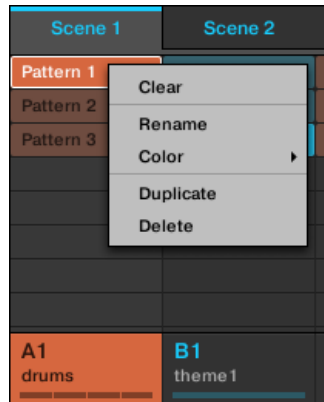 Scene 1
Scene 2
Pattern 1
Pattern 2
Pattern 3
Clear
Rename
Color
Duplicate
Delete
A1
drums
B1
theme1